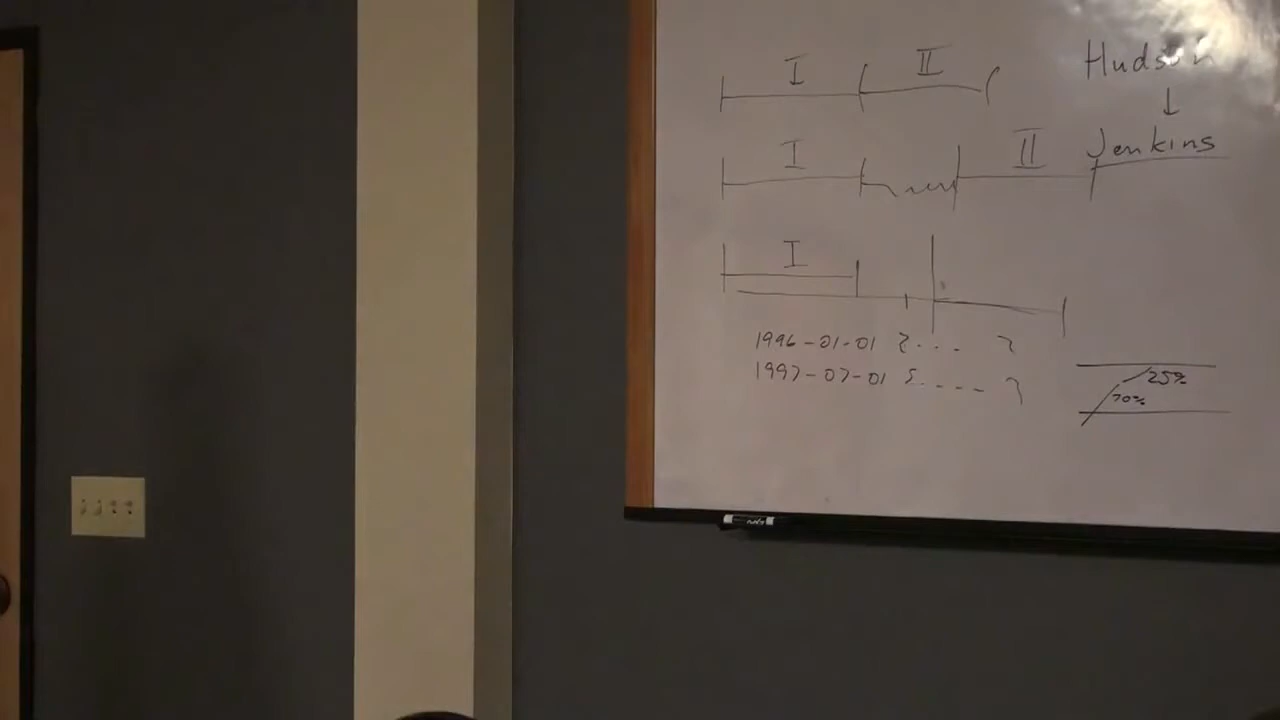 I II
Hudson
↓
I II Jenkins
I
1996-01-01 {... }
1997-07-01 {.... }
25%
70%